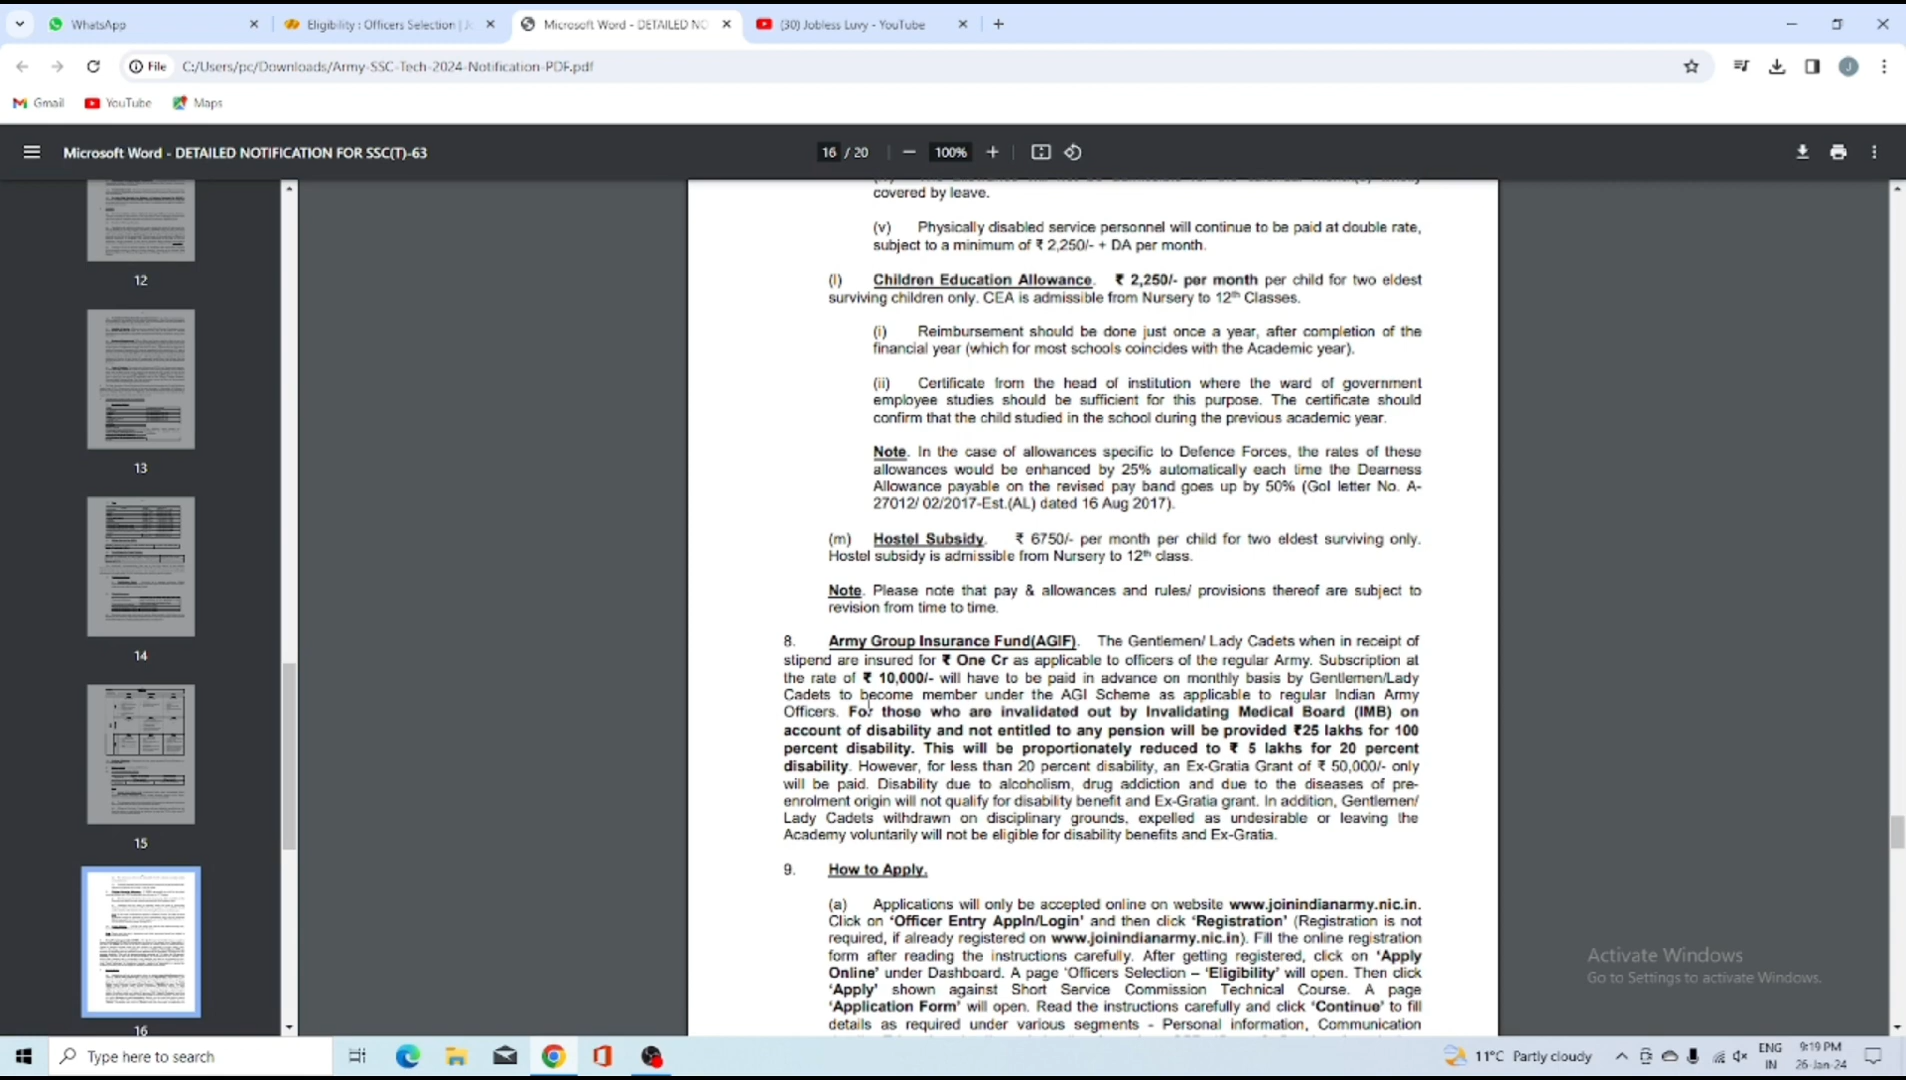 WhatsApp
Eligibility : Officers Selection | Jo
Microsoft Word - DETAILED NO
(30) Jobless Luvy - YouTube
File
C:/Users/pc/Downloads/Army-SSC-Tech-2024-Notification-PDF.pdf
J
Gmail
YouTube
Maps
Microsoft Word - DETAILED NOTIFICATION FOR SSC(T)-63
16 / 20
100%
12
13
14
15
16
covered by leave.
(v) Physically disabled service personnel will continue to be paid at double rate,
subject to a minimum of ₹ 2,250/- + DA per month.
(l) Children Education Allowance. ₹ 2,250/- per month per child for two eldest
surviving children only. CEA is admissible from Nursery to 12th Classes.
(i) Reimbursement should be done just once a year, after completion of the
financial year (which for most schools coincides with the Academic year).
(ii) Certificate from the head of institution where the ward of government
employee studies should be sufficient for this purpose. The certificate should
confirm that the child studied in the school during the previous academic year.
Note. In the case of allowances specific to Defence Forces, the rates of these
allowances would be enhanced by 25% automatically each time the Dearness
Allowance payable on the revised pay band goes up by 50% (GoI letter No. A-
27012/ 02/2017-Est.(AL) dated 16 Aug 2017).
(m) Hostel Subsidy. ₹ 6750/- per month per child for two eldest surviving only.
Hostel subsidy is admissible from Nursery to 12th class.
Note. Please note that pay & allowances and rules/ provisions thereof are subject to
revision from time to time.
8. Army Group Insurance Fund(AGIF). The Gentlemen/ Lady Cadets when in receipt of
stipend are insured for ₹ One Cr as applicable to officers of the regular Army. Subscription at
the rate of ₹ 10,000/- will have to be paid in advance on monthly basis by Gentlemen/Lady
Cadets to become member under the AGI Scheme as applicable to regular Indian Army
Officers. For those who are invalidated out by Invalidating Medical Board (IMB) on
account of disability and not entitled to any pension will be provided ₹25 lakhs for 100
percent disability. This will be proportionately reduced to ₹ 5 lakhs for 20 percent
disability. However, for less than 20 percent disability, an Ex-Gratia Grant of ₹ 50,000/- only
will be paid. Disability due to alcoholism, drug addiction and due to the diseases of pre-
enrolment origin will not qualify for disability benefit and Ex-Gratia grant. In addition, Gentlemen/
Lady Cadets withdrawn on disciplinary grounds, expelled as undesirable or leaving the
Academy voluntarily will not be eligible for disability benefits and Ex-Gratia.
9. How to Apply.
(a) Applications will only be accepted online on website www.joinindianarmy.nic.in.
Click on 'Officer Entry Appln/Login' and then click 'Registration' (Registration is not
required, if already registered on www.joinindianarmy.nic.in). Fill the online registration
form after reading the instructions carefully. After getting registered, click on 'Apply
Online' under Dashboard. A page 'Officers Selection – 'Eligibility' will open. Then click
'Apply' shown against Short Service Commission Technical Course. A page
'Application Form' will open. Read the instructions carefully and click 'Continue' to fill
details as required under various segments - Personal information, Communication
Activate Windows
Go to Settings to activate Windows.
Type here to search
11°C Partly cloudy
ENG
IN
9:19 PM
26-Jan-24